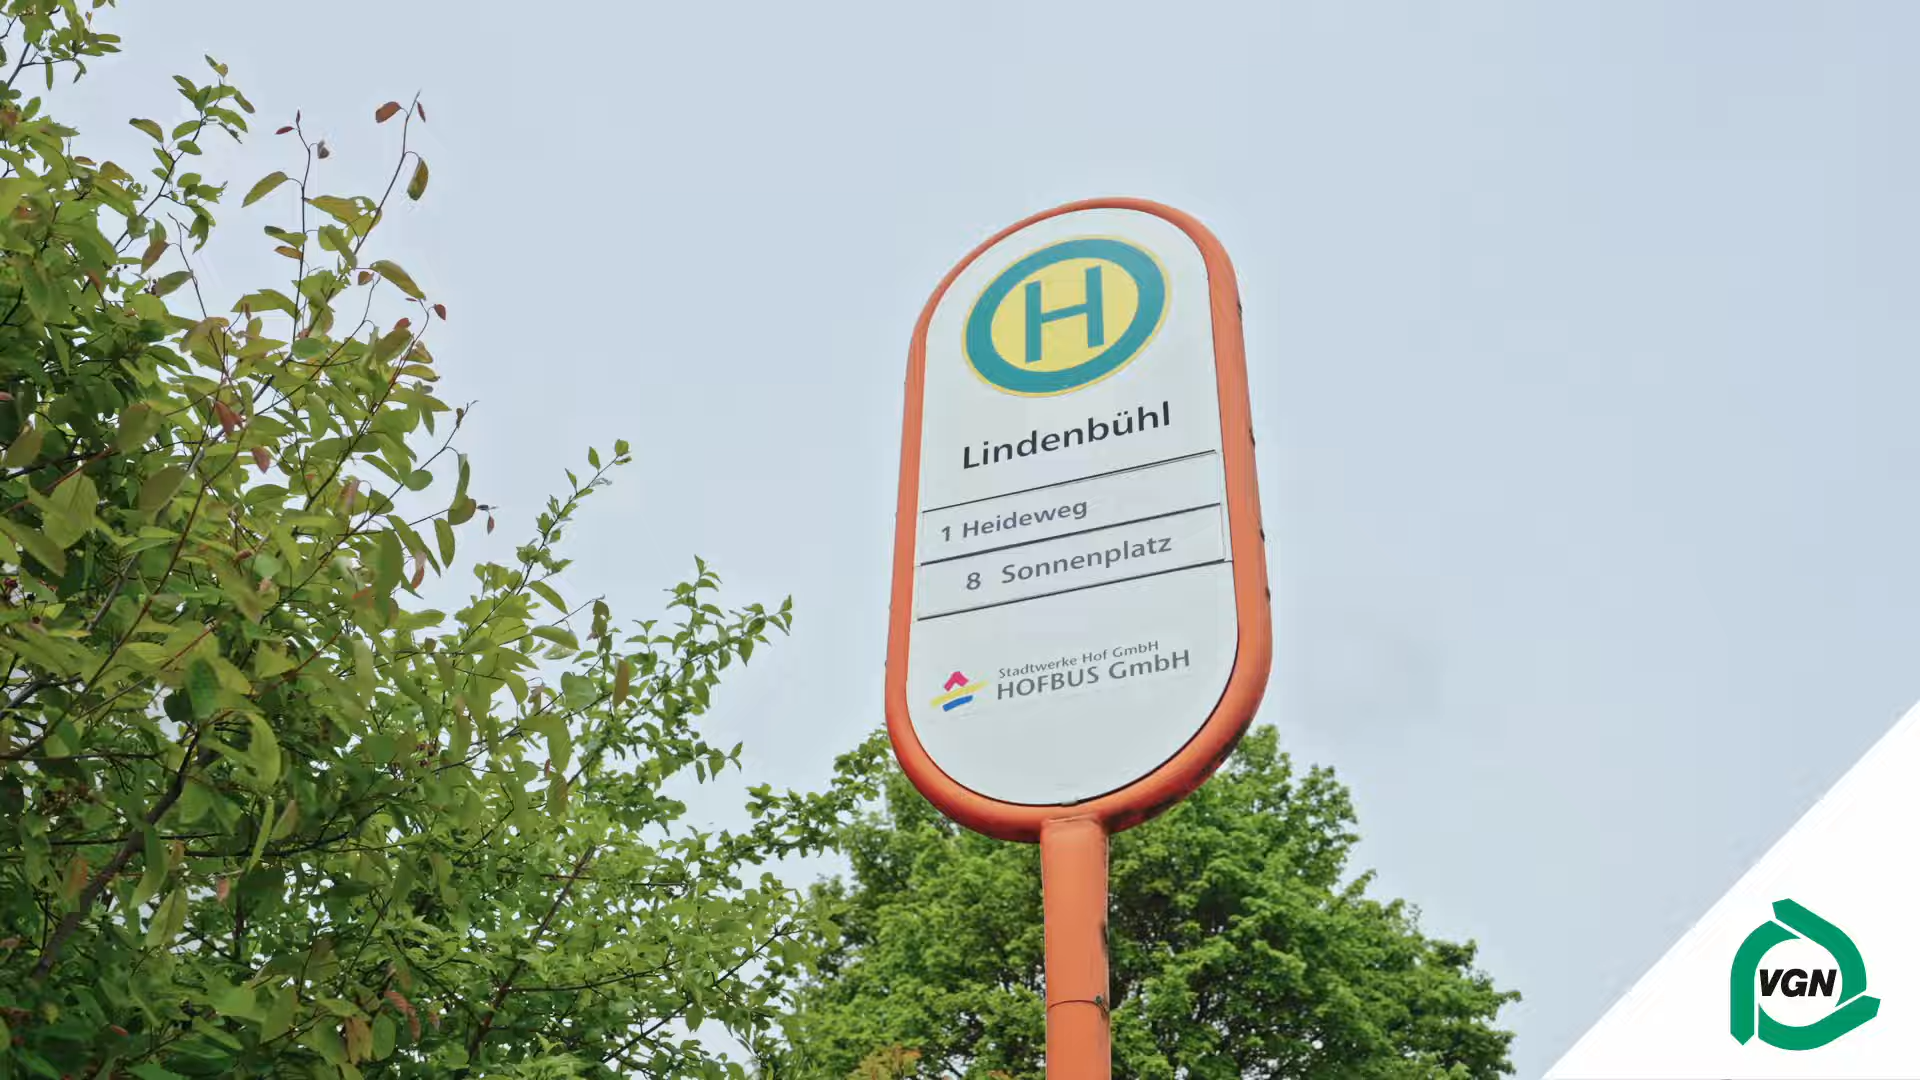 H
Lindenbühl
1 Heideweg
8 Sonnenplatz
Stadtwerke Hof GmbH
HOFBUS GmbH
VGN